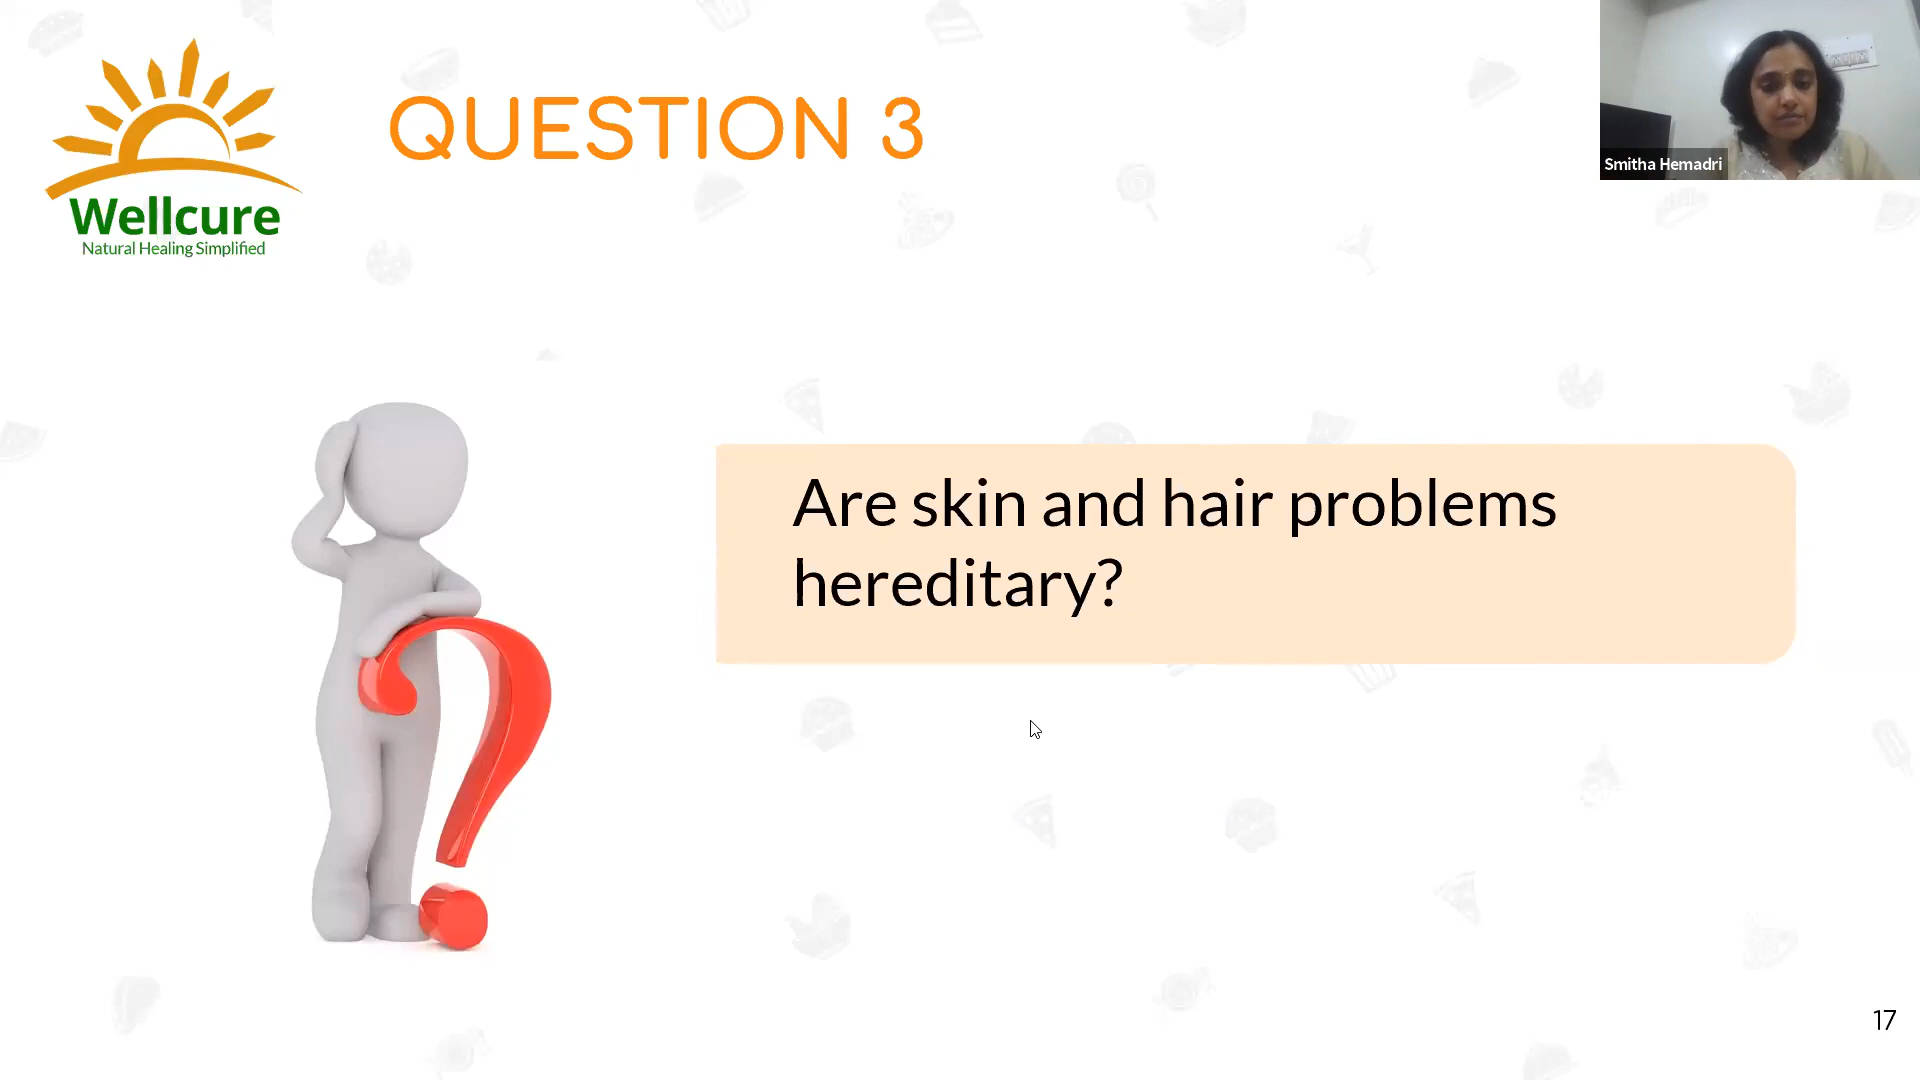 QUESTION 3
Wellcure
Natural Healing Simplified
Smitha Hemadri
Are skin and hair problems
hereditary?
17